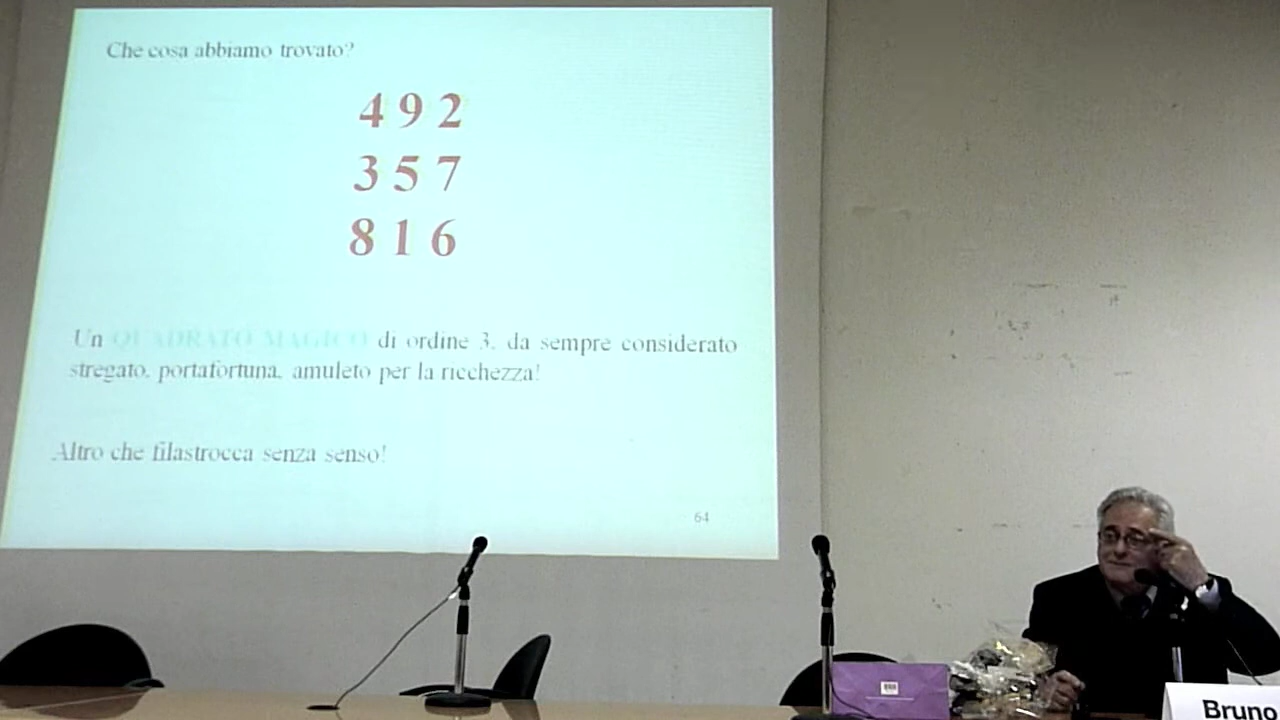 Che cosa abbiamo trovato?
4 9 2
3 5 7
8 1 6
Un QUADRATO MAGICO di ordine 3, da sempre considerato
stregato, portafortuna, amuleto per la ricchezza!
Altro che filastrocca senza senso!
64
Bruno